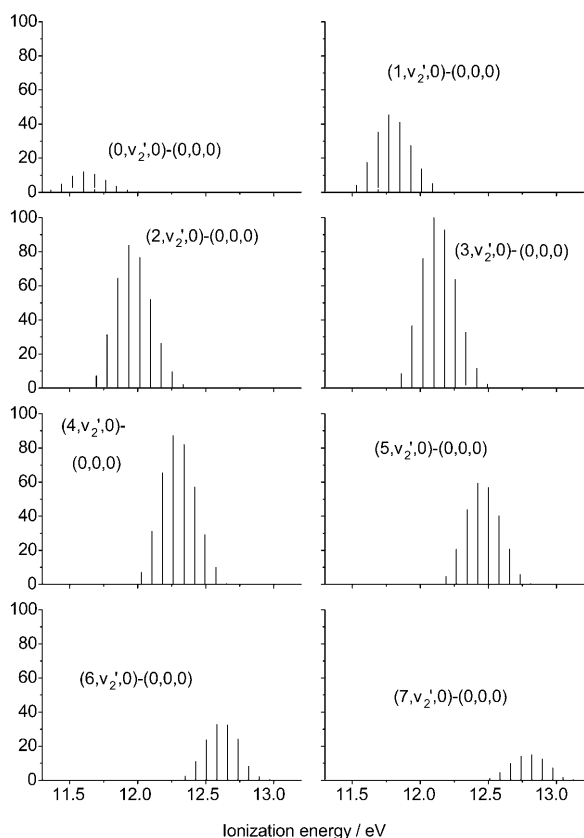 100
80
60
40
20
0
(0,v₂',0)-(0,0,0)
(1,v₂',0)-(0,0,0)
100
80
60
40
20
0
(2,v₂',0)-(0,0,0)
(3,v₂',0)-(0,0,0)
100
80
60
40
20
0
(4,v₂',0)-
(0,0,0)
(5,v₂',0)-(0,0,0)
100
80
60
40
20
0
(6,v₂',0)-(0,0,0)
(7,v₂',0)-(0,0,0)
11.5 12.0 12.5 13.0 11.5 12.0 12.5 13.0
Ionization energy / eV